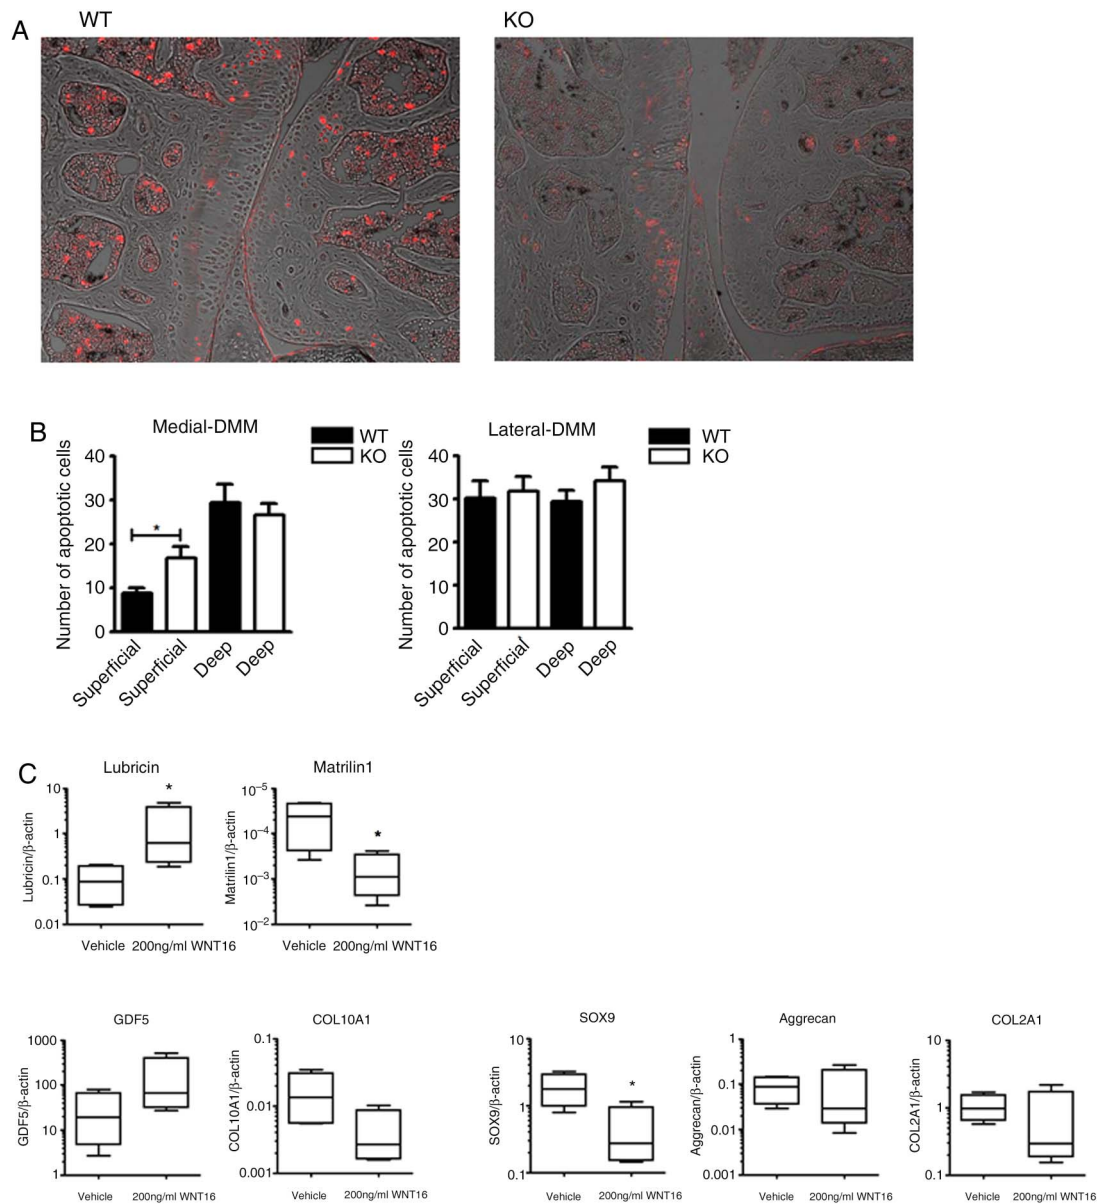 A
WT
KO
B
Medial-DMM
WT
KO
Number of apoptotic cells
40
30
20
10
0
*
Superficial
Superficial
Deep
Deep
Lateral-DMM
WT
KO
Number of apoptotic cells
40
30
20
10
0
Superficial
Superficial
Deep
Deep
C
Lubricin
Lubricin/β-actin
10
1
0.1
0.01
*
Vehicle 200ng/ml WNT16
Matrilin1
Matrilin1/β-actin
10⁻⁵
10⁻⁴
10⁻³
10⁻²
*
Vehicle 200ng/ml WNT16
GDF5
GDF5/β-actin
1000
100
10
1
Vehicle 200ng/ml WNT16
COL10A1
COL10A1/β-actin
0.1
0.01
0.001
Vehicle 200ng/ml WNT16
SOX9
SOX9/β-actin
10
1
0.1
*
Vehicle 200ng/ml WNT16
Aggrecan
Aggrecan/β-actin
1
0.1
0.01
0.001
Vehicle 200ng/ml WNT16
COL2A1
COL2A1/β-actin
10
1
0.1
Vehicle 200ng/ml WNT16